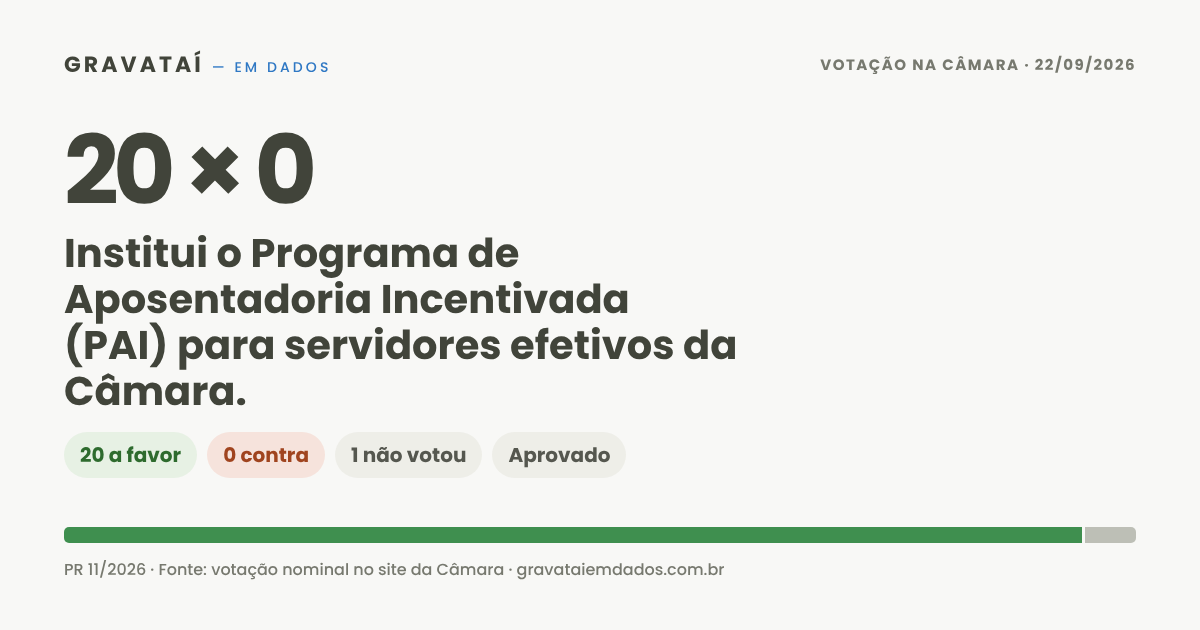 GRAVATAÍ — EM DADOS
VOTAÇÃO NA CÂMARA · 22/09/2026
20 × 0
Institui o Programa de
Aposentadoria Incentivada
(PAI) para servidores efetivos da
Câmara.
20 a favor
0 contra
1 não votou
Aprovado
PR 11/2026 · Fonte: votação nominal no site da Câmara · gravataiemdados.com.br